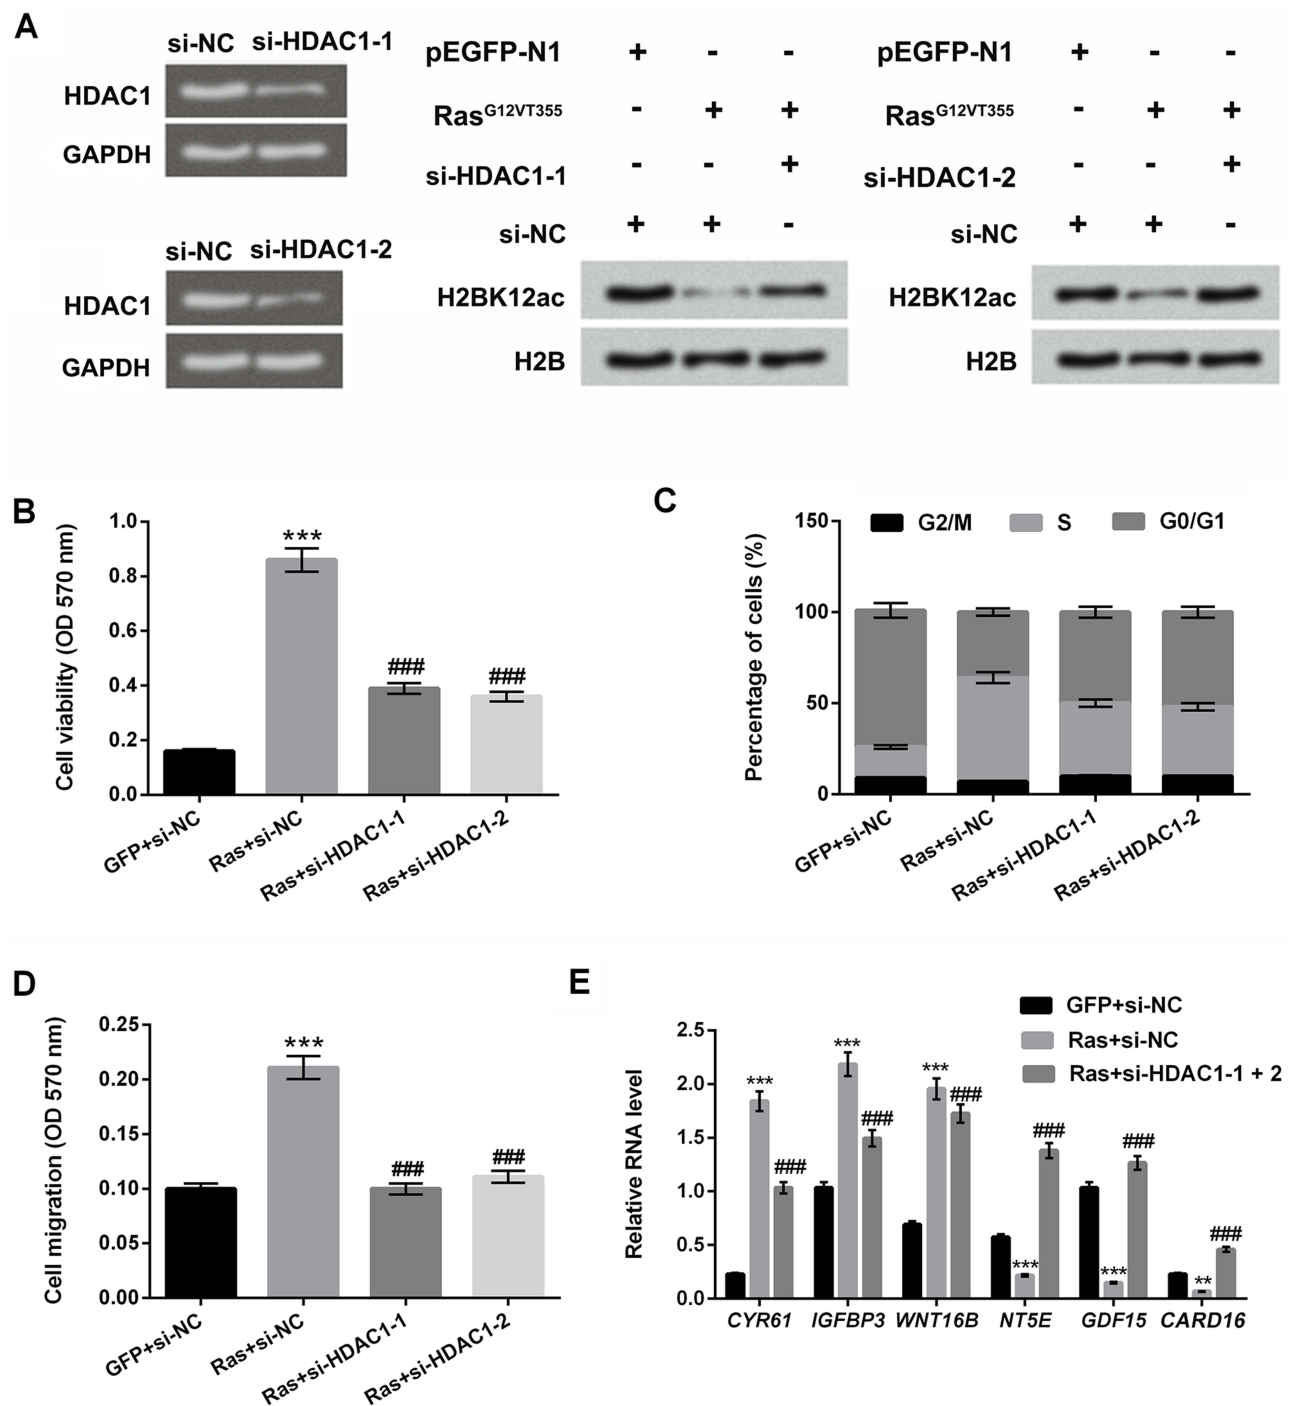 A
si-NC si-HDAC1-1
HDAC1
GAPDH
si-NC si-HDAC1-2
HDAC1
GAPDH
pEGFP-N1 + - -
RasG12VT355 - + +
si-HDAC1-1 - - +
si-NC + + -
H2BK12ac
H2B
pEGFP-N1 + - -
RasG12VT355 - + +
si-HDAC1-2 - - +
si-NC + + -
H2BK12ac
H2B
B
Cell viability (OD 570 nm)
1.0
0.8
0.6
0.4
0.2
0.0
***
###
###
GFP+si-NC
Ras+si-NC
Ras+si-HDAC1-1
Ras+si-HDAC1-2
C
Percentage of cells (%)
150
100
50
0
G2/M S G0/G1
GFP+si-NC
Ras+si-NC
Ras+si-HDAC1-1
Ras+si-HDAC1-2
D
Cell migration (OD 570 nm)
0.25
0.20
0.15
0.10
0.05
0.00
***
###
###
GFP+si-NC
Ras+si-NC
Ras+si-HDAC1-1
Ras+si-HDAC1-2
E
GFP+si-NC
Ras+si-NC
Ras+si-HDAC1-1 + 2
Relative RNA level
2.5
2.0
1.5
1.0
0.5
0.0
*** ###
*** ###
*** ###
*** ###
*** ###
** ###
CYR61 IGFBP3 WNT16B NT5E GDF15 CARD16